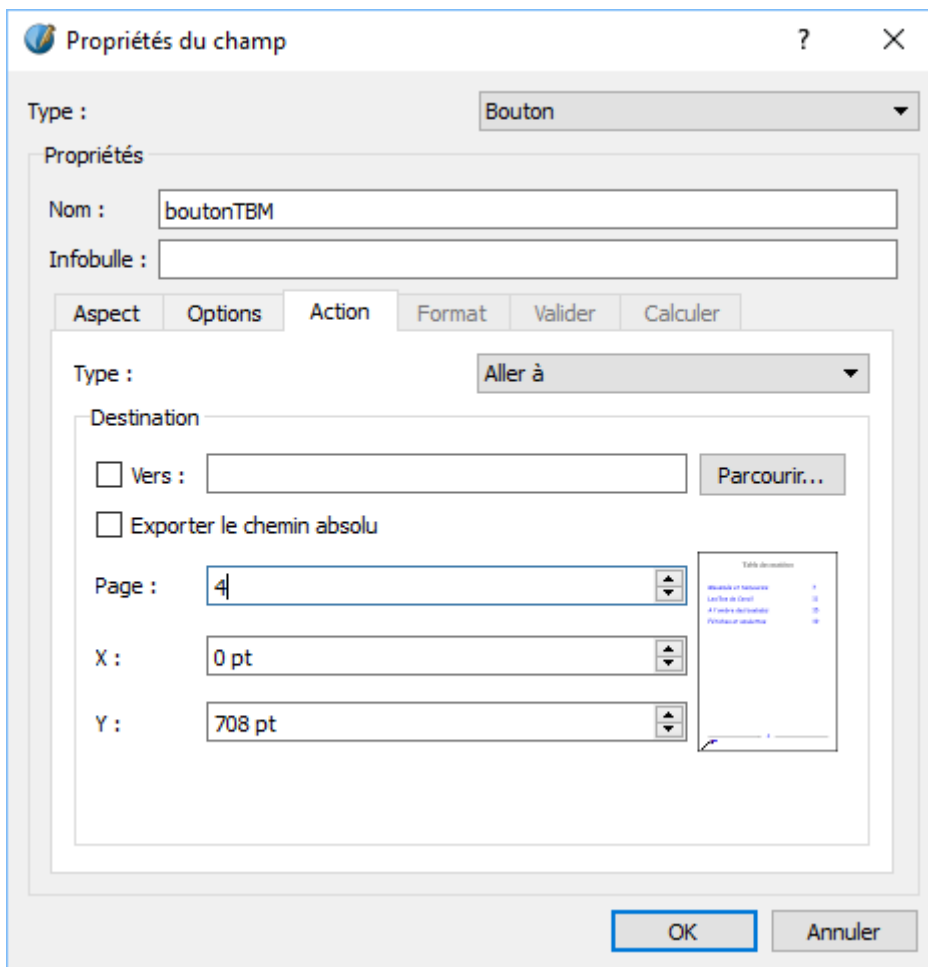 Propriétés du champ ?
Type : Bouton
Propriétés
Nom : boutonTBM
Infobulle :
Aspect Options Action Format Valider Calculer
Type : Aller à
Destination
Vers : Parcourir...
Exporter le chemin absolu
Table des matières
Page : 4
X : 0 pt
Y : 708 pt
OK Annuler